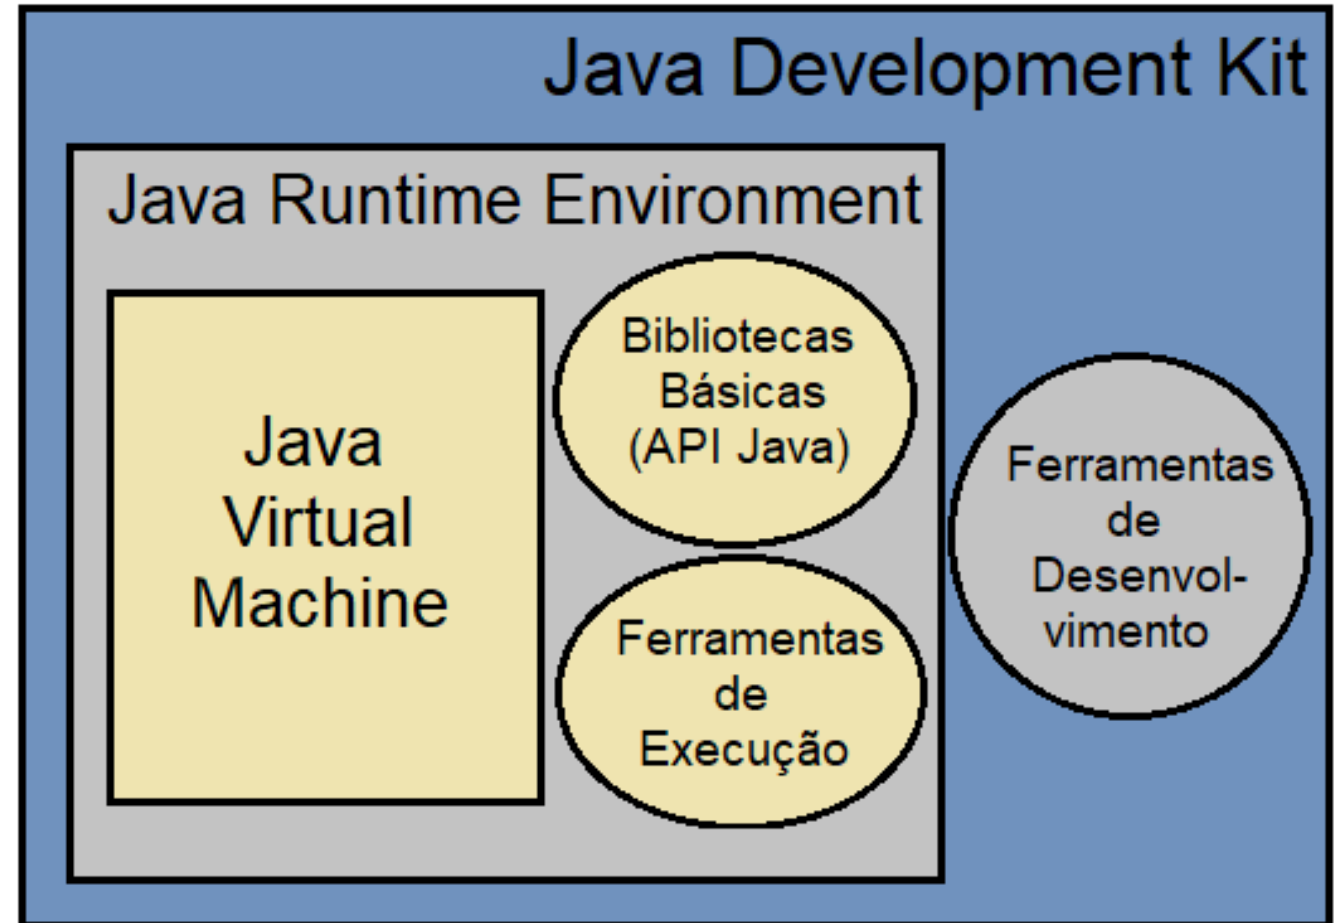 Java Development Kit
Java Runtime Environment
Java
Virtual
Machine
Bibliotecas
Básicas
(API Java)
Ferramentas
de
Execução
Ferramentas
de
Desenvol-
vimento